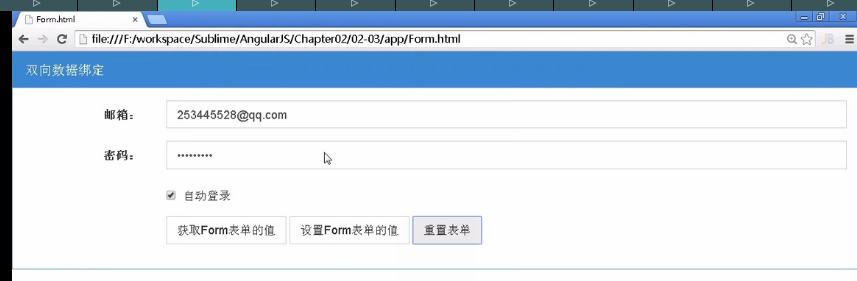 Form.html
file:///F:/workspace/Sublime/AngularJS/Chapter02/02-03/app/Form.html
双向数据绑定
邮箱： 253445528@qq.com
密码： •••••••••
自动登录
获取Form表单的值 设置Form表单的值 重置表单